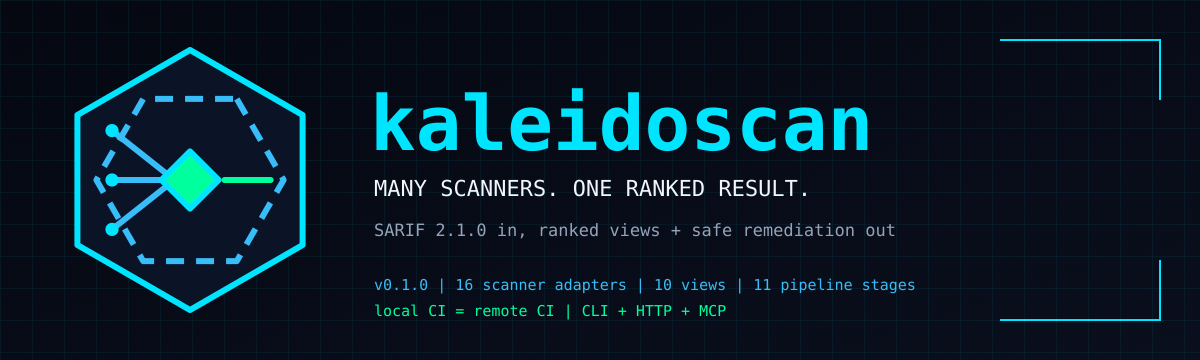 kaleidoscan
MANY SCANNERS. ONE RANKED RESULT.
SARIF 2.1.0 in, ranked views + safe remediation out
v0.1.0 | 16 scanner adapters | 10 views | 11 pipeline stages
local CI = remote CI | CLI + HTTP + MCP